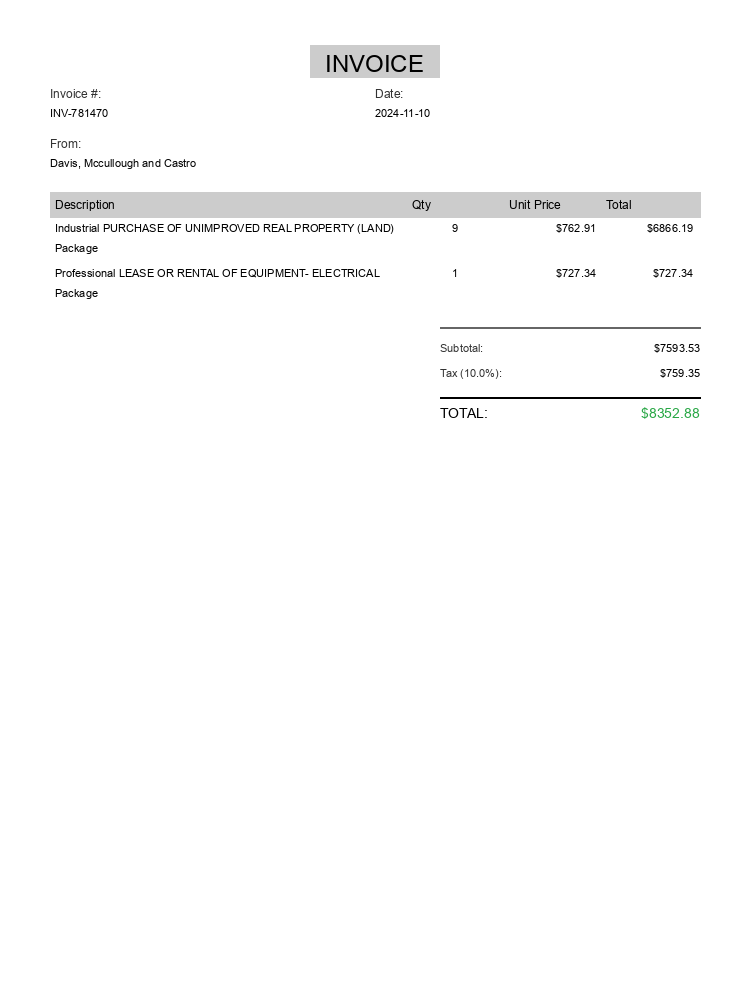 INVOICE
Invoice #: Date:
INV-781470 2024-11-10
From:
Davis, Mccullough and Castro
Description Qty Unit Price Total
Industrial PURCHASE OF UNIMPROVED REAL PROPERTY (LAND) 9 $762.91 $6866.19
Package
Professional LEASE OR RENTAL OF EQUIPMENT- ELECTRICAL 1 $727.34 $727.34
Package
Subtotal: $7593.53
Tax (10.0%): $759.35
TOTAL: $8352.88